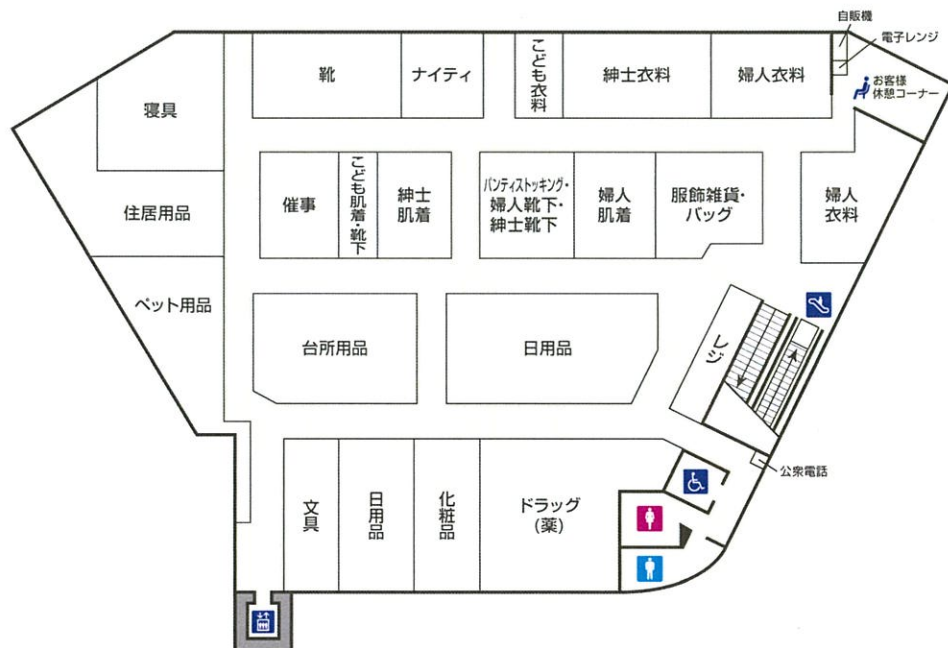 自販機
電子レンジ
お客様
休憩コーナー
靴
ナイティ
こども衣料
紳士衣料
婦人衣料
寝具
住居用品
ペット用品
催事
こども肌着・靴下
紳士
肌着
パンティストッキング・
婦人靴下・
紳士靴下
婦人
肌着
服飾雑貨・
バッグ
婦人
衣料
台所用品
日用品
レジ
公衆電話
文具
日用品
化粧品
ドラッグ
(薬)